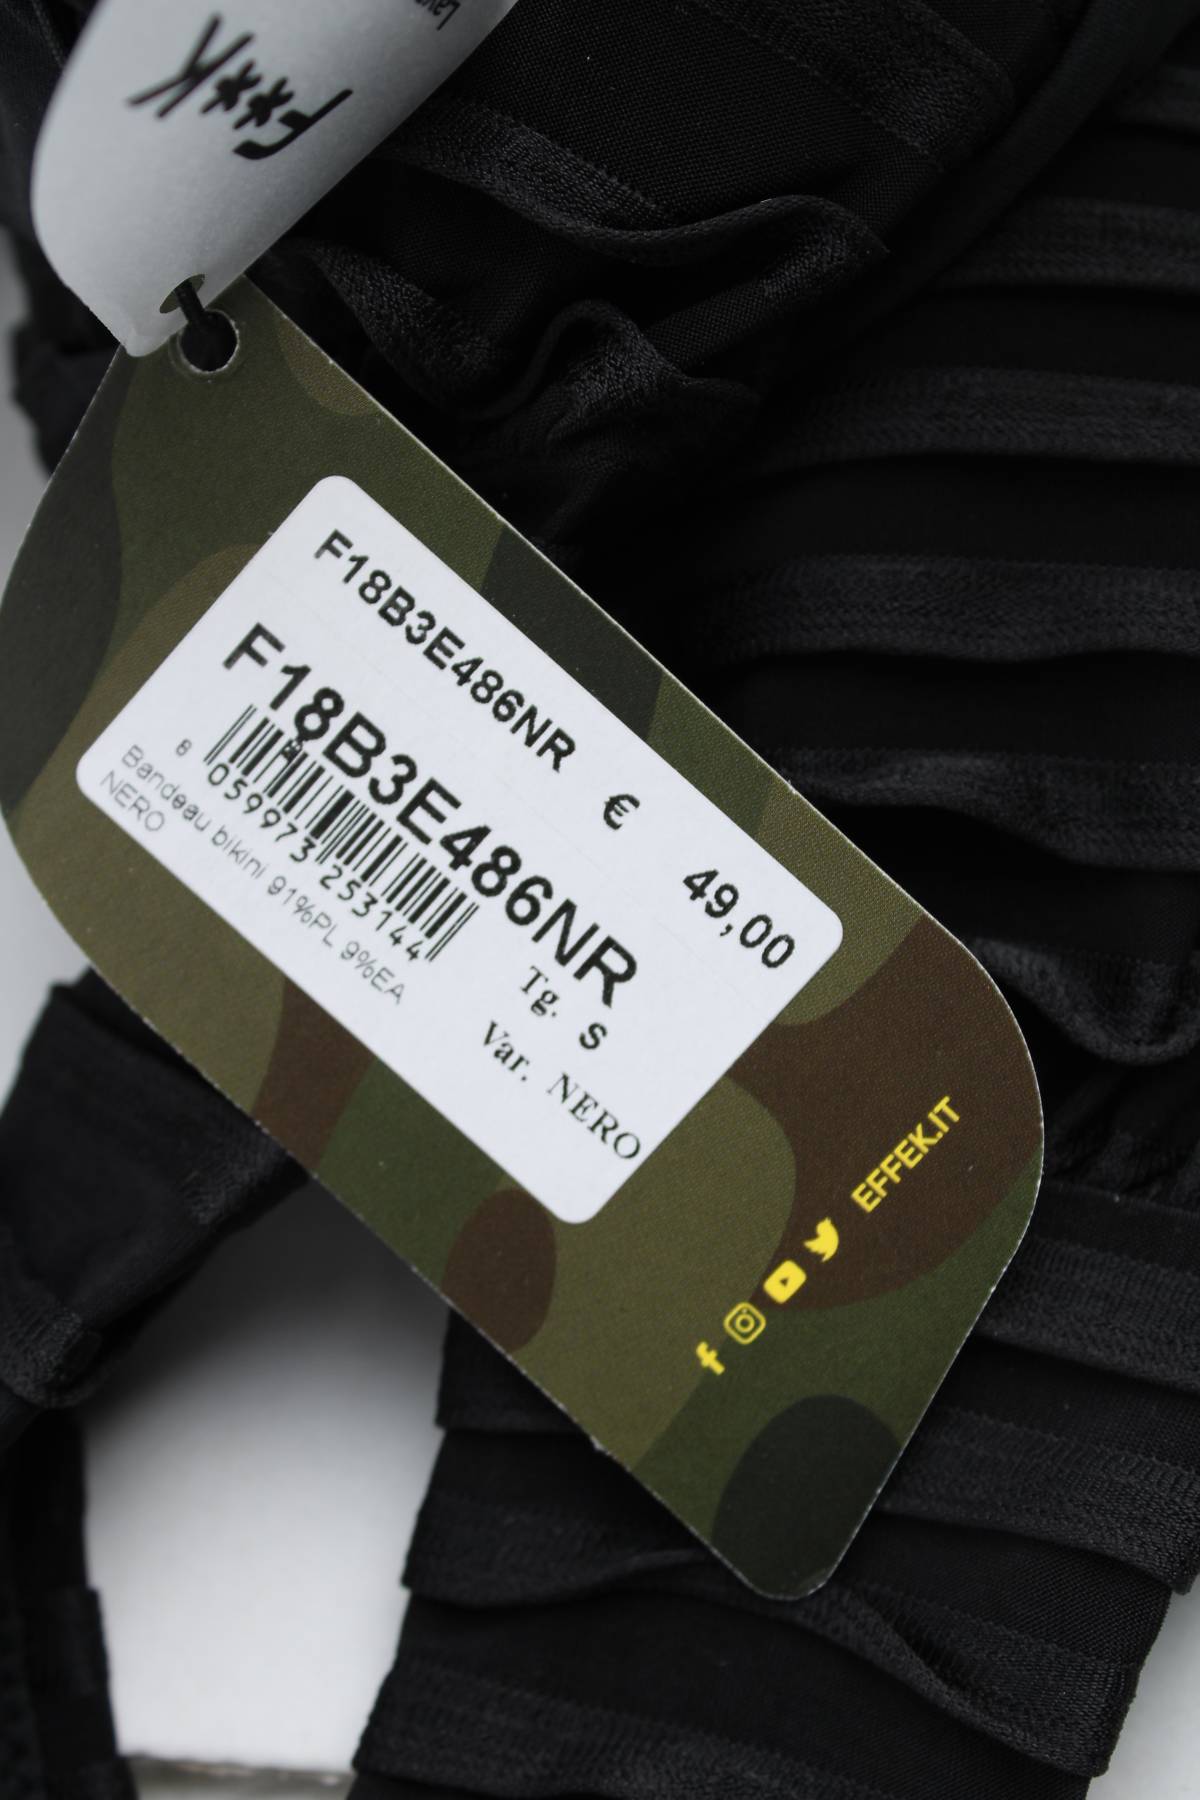 F**K
F18B3E486NR
€ 49,00
F18B3E486NR
8 059973 253144
Bandeau bikini 91%PL 9%EA
NERO
Tg. S
Var. NERO
EFFEK.IT